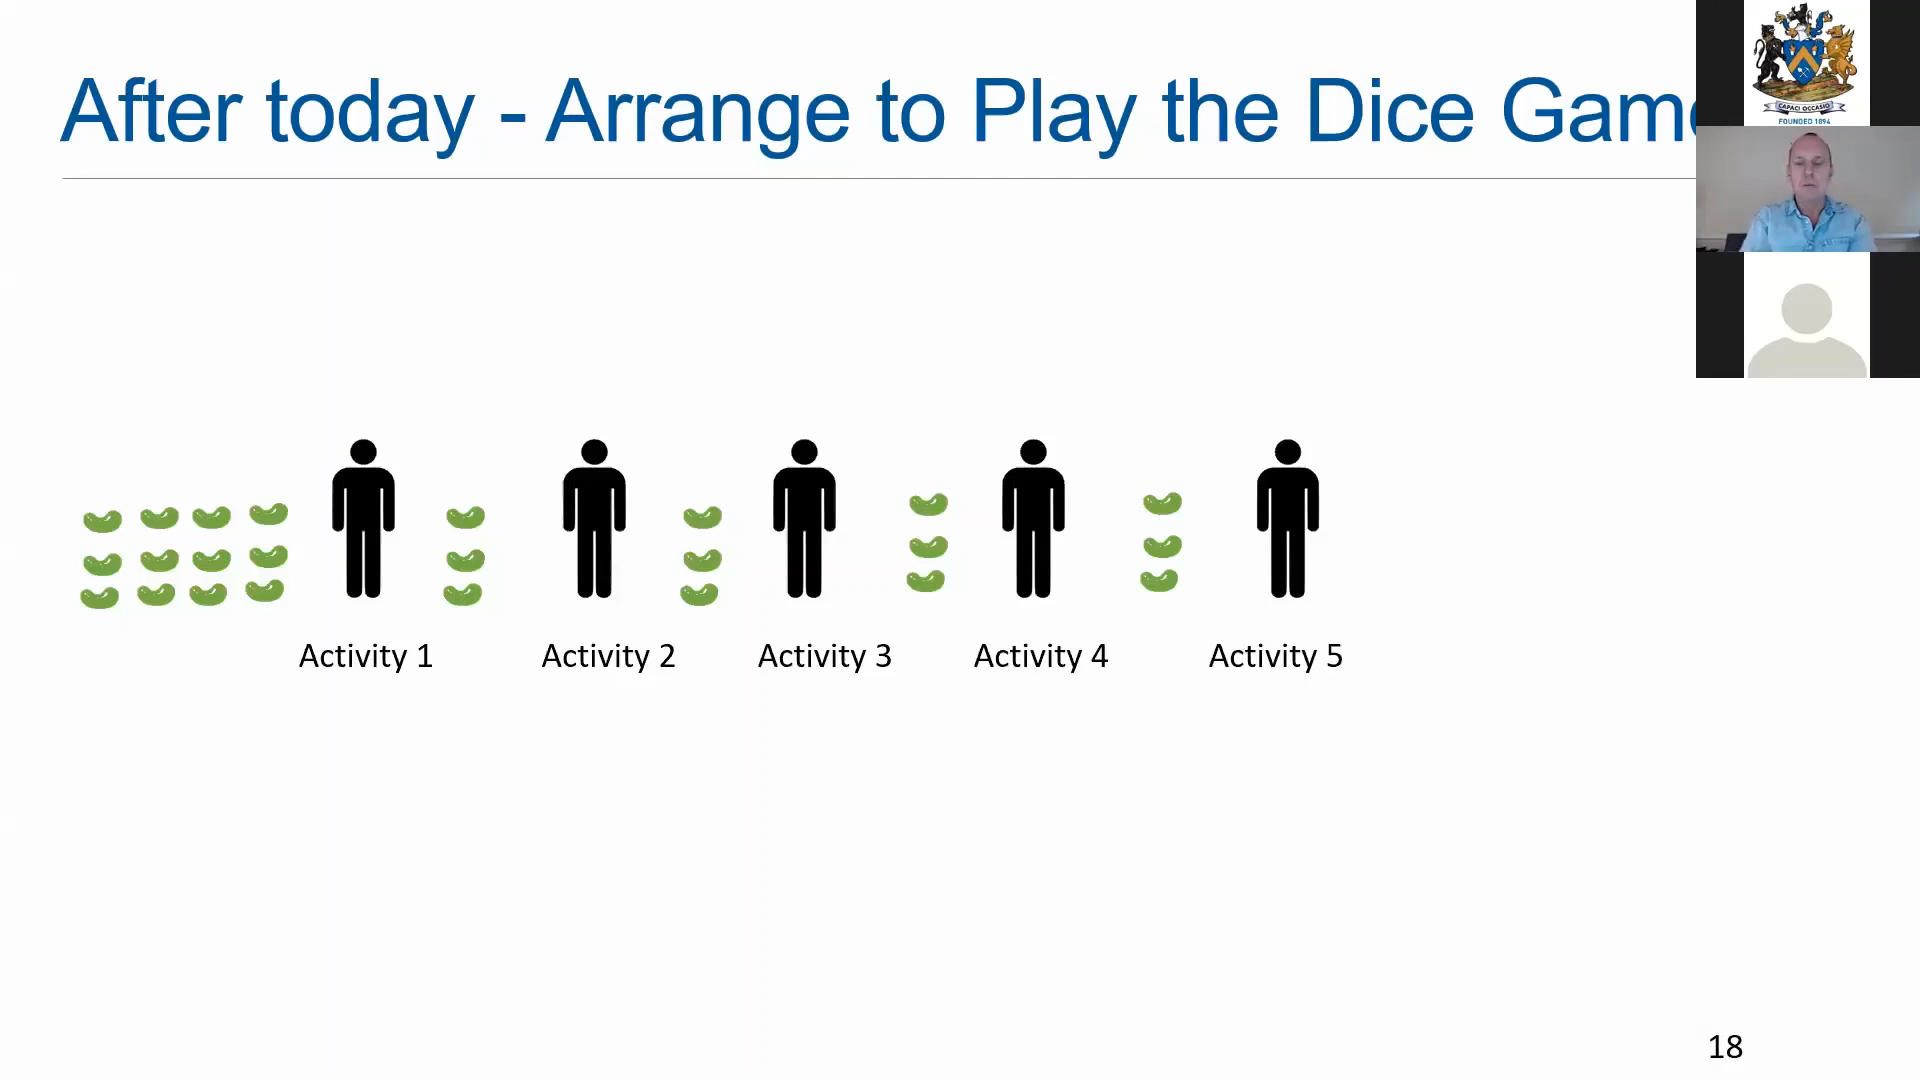 After today - Arrange to Play the Dice Gam
CAPACI OCCASIO
FOUNDED 1894
Activity 1
Activity 2
Activity 3
Activity 4
Activity 5
18